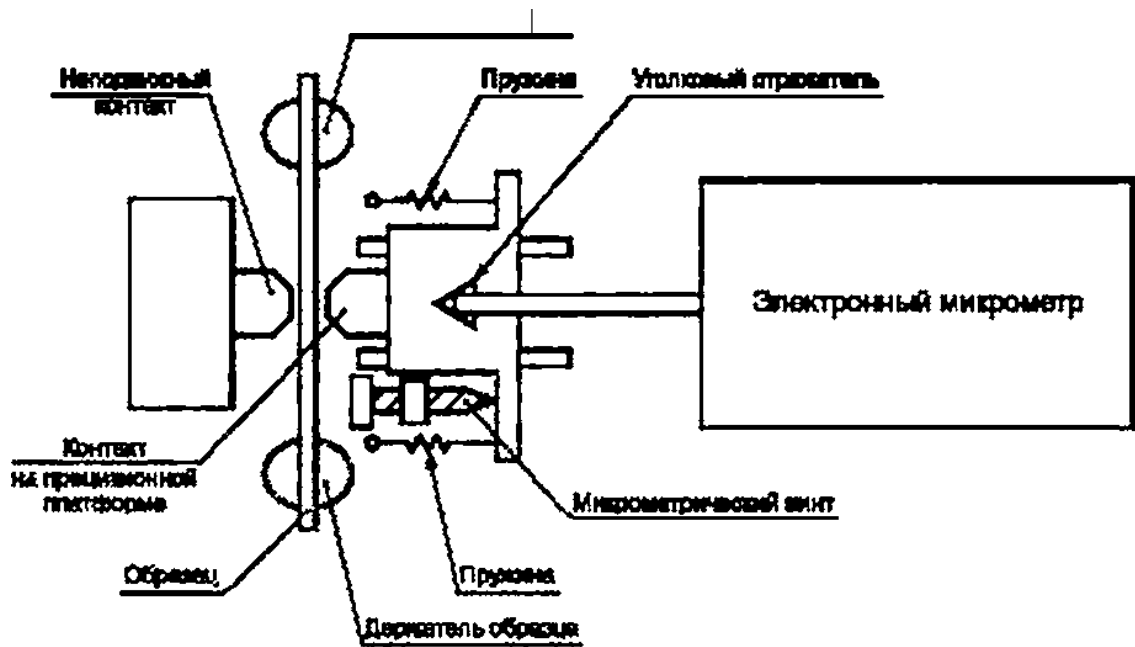 Неподвижный
контакт
Пружина
Уголковый отражатель
Электронный микрометр
Контакт
на прецизионной
платформе
Микрометрический винт
Образец
Пружина
Держатель образца